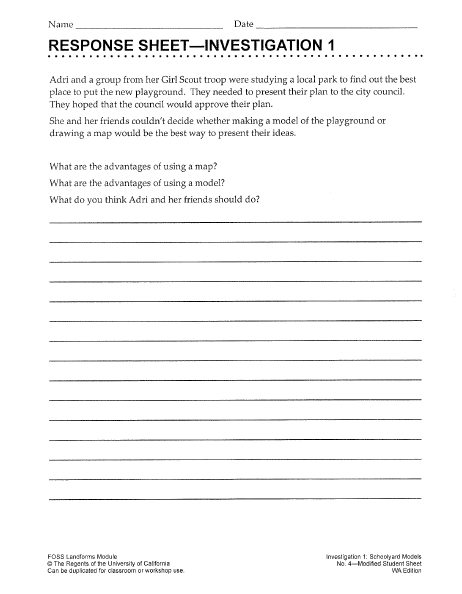 Name ______________________ Date ______________________
RESPONSE SHEET—INVESTIGATION 1
Adri and a group from her Girl Scout troop were studying a local park to find out the best
place to put the new playground. They needed to present their plan to the city council.
They hoped that the council would approve their plan.
She and her friends couldn't decide whether making a model of the playground or
drawing a map would be the best way to present their ideas.
What are the advantages of using a map?
What are the advantages of using a model?
What do you think Adri and her friends should do?
FOSS Landforms Module
© The Regents of the University of California
Can be duplicated for classroom or workshop use.
Investigation 1: Schoolyard Models
No. 4—Modified Student Sheet
WA Edition